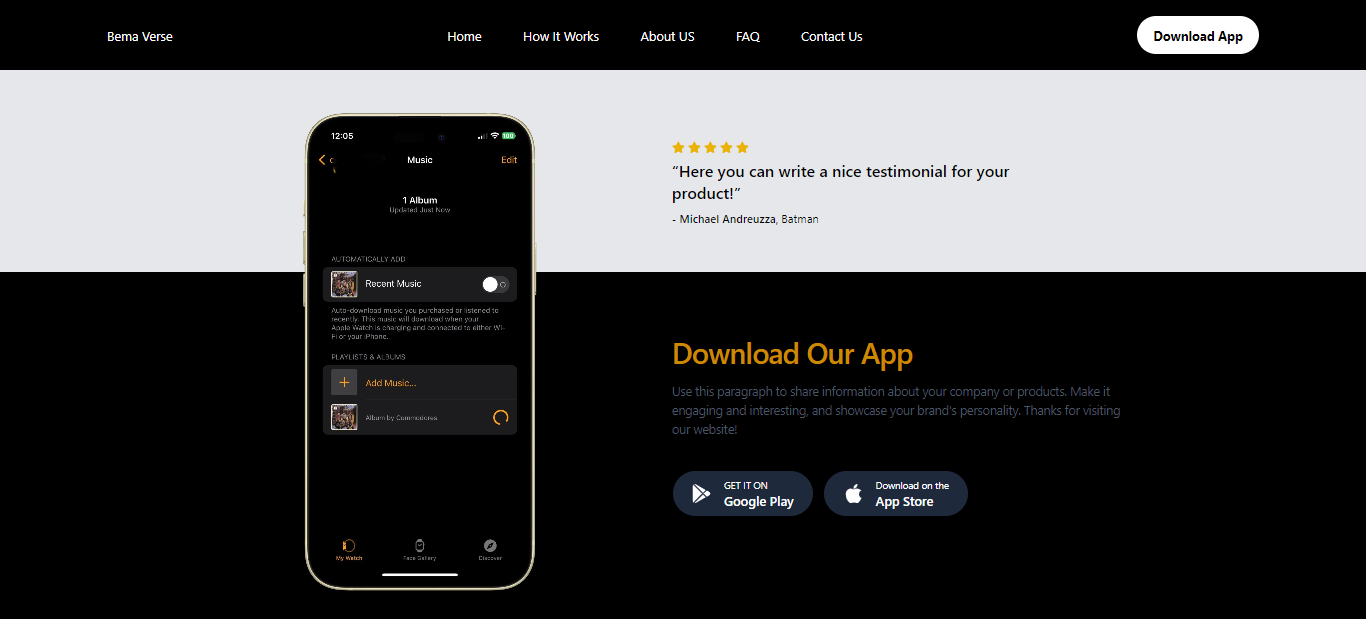 Bema Verse
Home
How It Works
About US
FAQ
Contact Us
Download App
12:05
100
Music
Edit
1 Album
Updated Just Now
AUTOMATICALLY ADD
Recent Music
Auto-download music you purchased or listened to
recently. This music will download when your
Apple Watch is charging and connected to either Wi-
Fi or your iPhone.
PLAYLISTS & ALBUMS
Add Music...
Album by Commodores
My Watch
Face Gallery
Discover
“Here you can write a nice testimonial for your
product!”
- Michael Andreuzza, Batman
Download Our App
Use this paragraph to share information about your company or products. Make it
engaging and interesting, and showcase your brand's personality. Thanks for visiting
our website!
GET IT ON
Google Play
Download on the
App Store